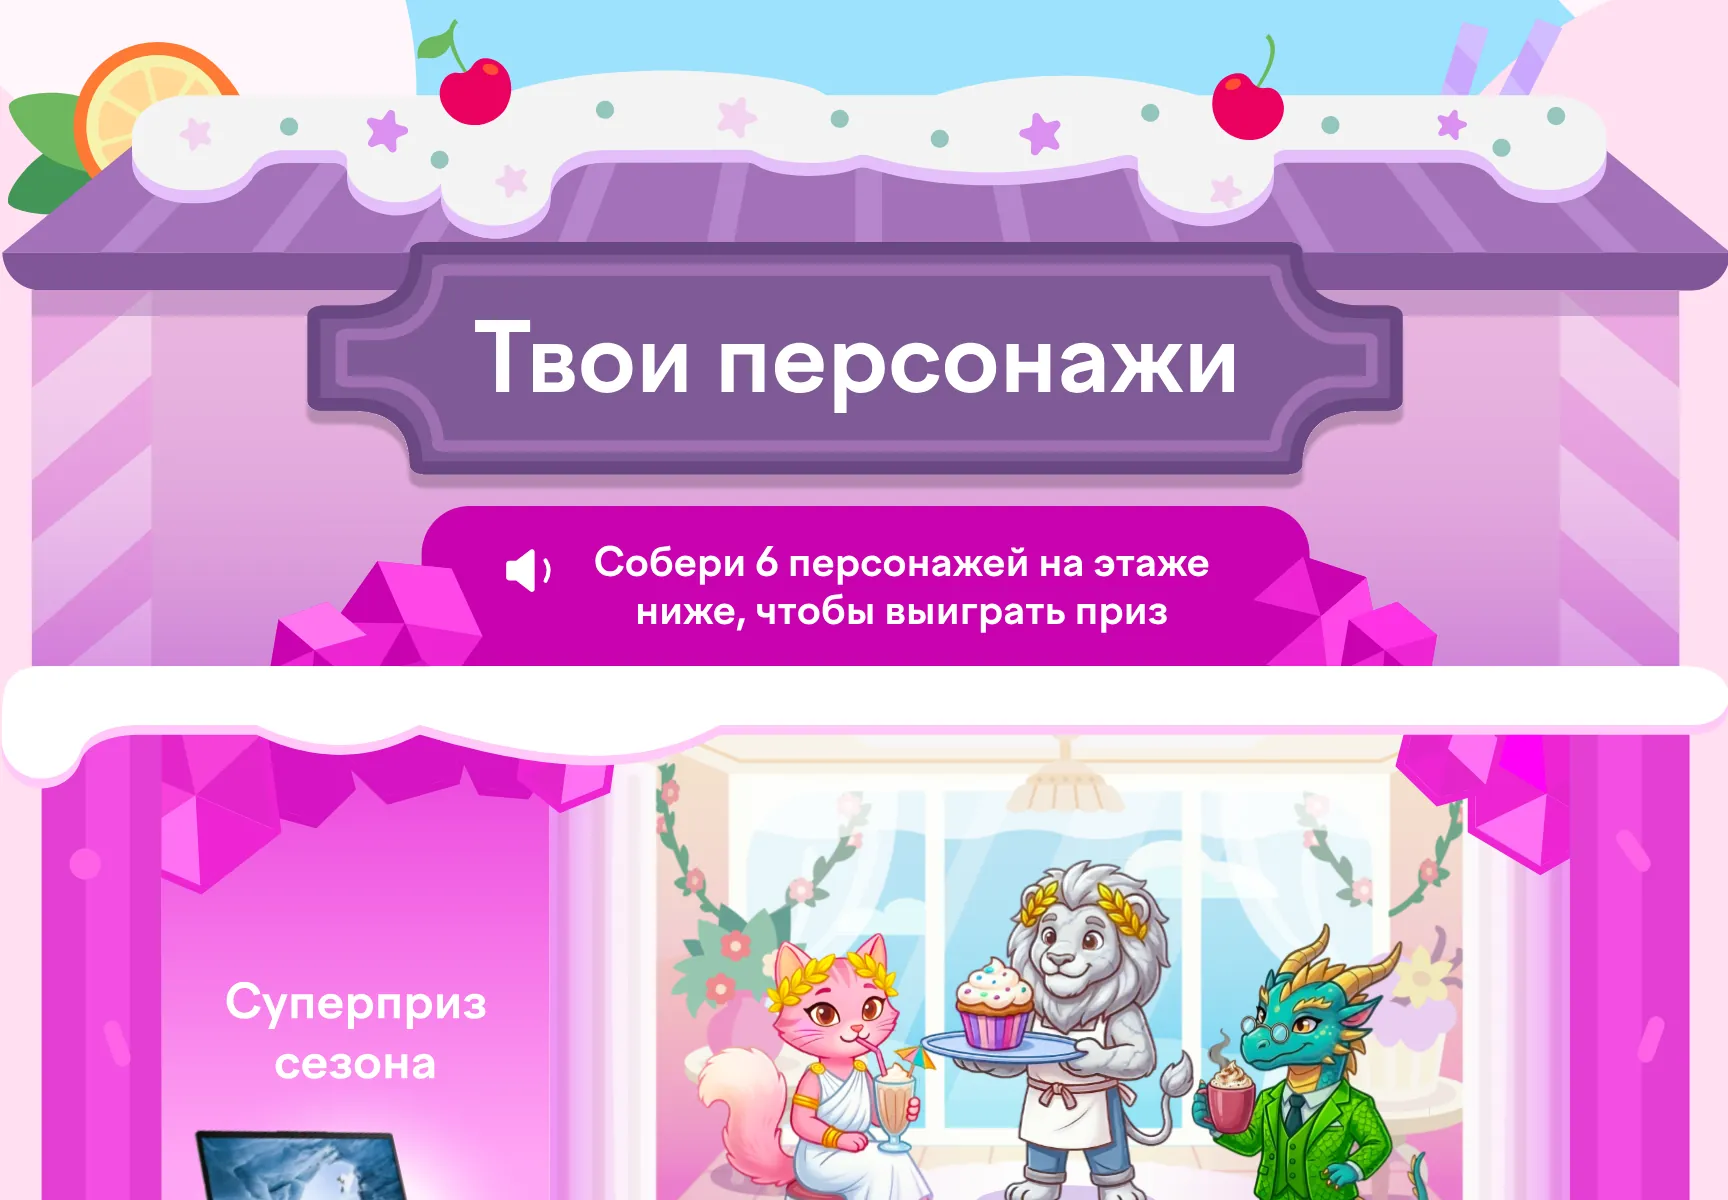 Твои персонажи
Собери 6 персонажей на этаже
ниже, чтобы выиграть приз
Суперприз
сезона